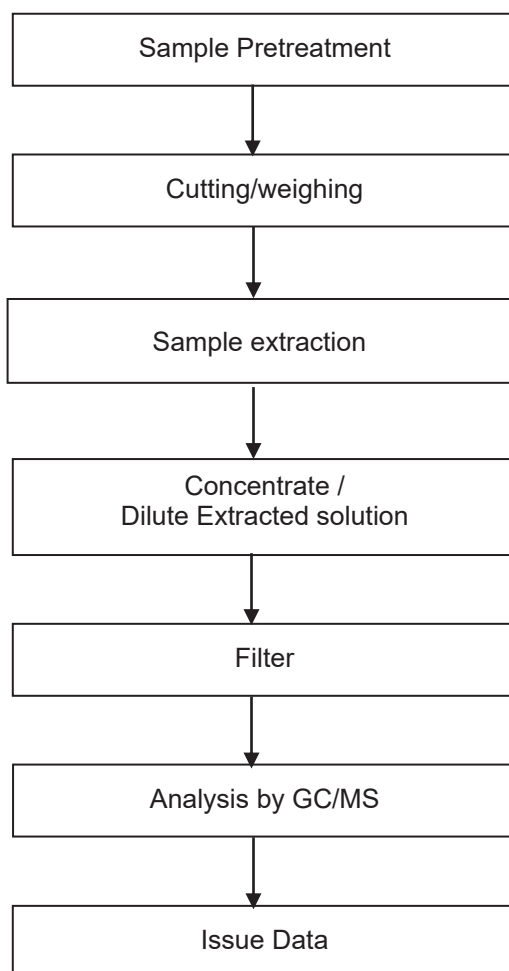 Sample Pretreatment
Cutting/weighing
Sample extraction
Concentrate /
Dilute Extracted solution
Filter
Analysis by GC/MS
Issue Data